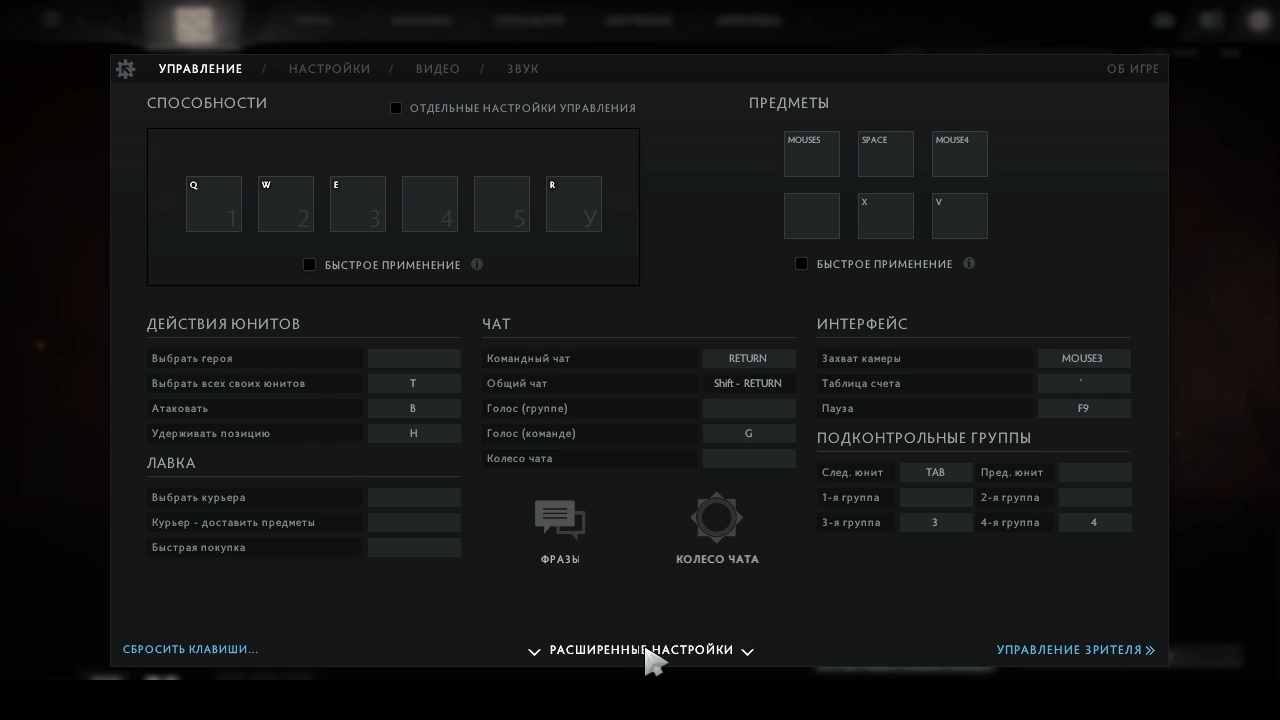 УПРАВЛЕНИЕ / НАСТРОЙКИ / ВИДЕО / ЗВУК ОБ ИГРЕ
СПОСОБНОСТИ
ОТДЕЛЬНЫЕ НАСТРОЙКИ УПРАВЛЕНИЯ
Q W E R
1 2 3 4 5 У
БЫСТРОЕ ПРИМЕНЕНИЕ
ПРЕДМЕТЫ
MOUSE5 SPACE MOUSE4
X V
БЫСТРОЕ ПРИМЕНЕНИЕ
ДЕЙСТВИЯ ЮНИТОВ
Выбрать героя
Выбрать всех своих юнитов T
Атаковать B
Удерживать позицию H
ЛАВКА
Выбрать курьера
Курьер - доставить предметы
Быстрая покупка
ЧАТ
Командный чат RETURN
Общий чат Shift - RETURN
Голос (группе)
Голос (команде) G
Колесо чата
ФРАЗЫ
КОЛЕСО ЧАТА
ИНТЕРФЕЙС
Захват камеры MOUSE3
Таблица счета '
Пауза F9
ПОДКОНТРОЛЬНЫЕ ГРУППЫ
След. юнит TAB Пред. юнит
1-я группа 2-я группа
3-я группа 3 4-я группа 4
СБРОСИТЬ КЛАВИШИ...
РАСШИРЕННЫЕ НАСТРОЙКИ
УПРАВЛЕНИЕ ЗРИТЕЛЯ